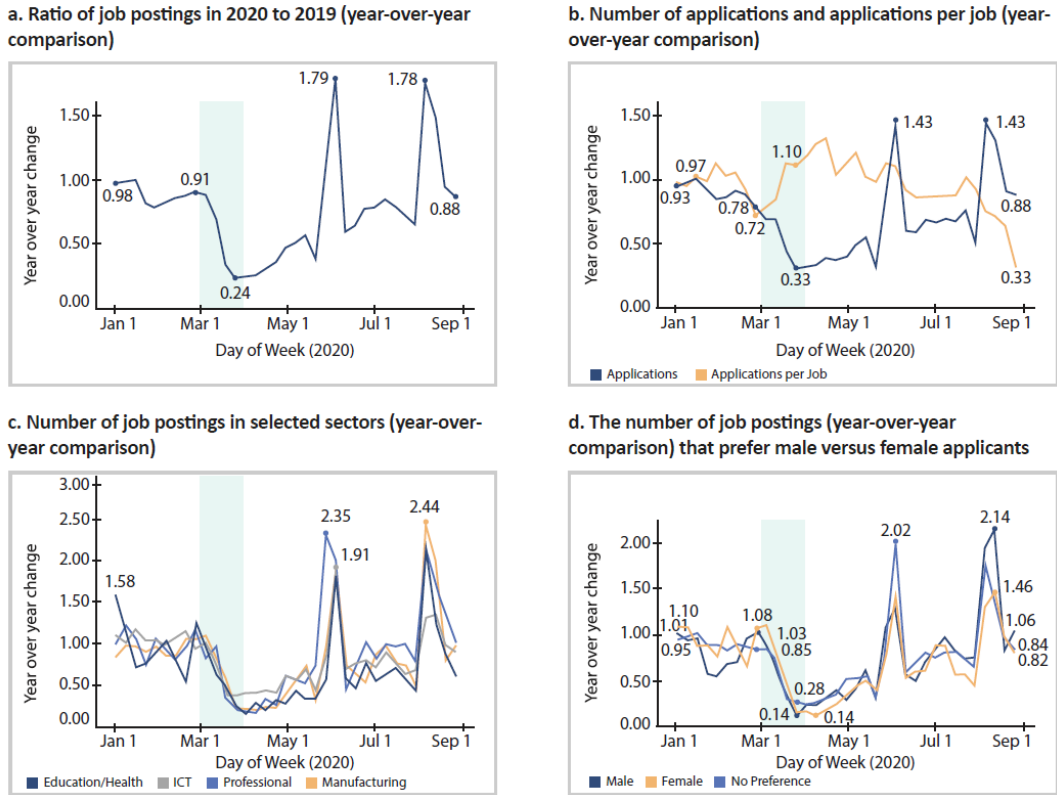 a. Ratio of job postings in 2020 to 2019 (year-over-year
comparison)
Year over year change
1.50
1.00
0.50
0.00
0.98
0.91
0.24
1.79
1.78
0.88
Jan 1 Mar 1 May 1 Jul 1 Sep 1
Day of Week (2020)
b. Number of applications and applications per job (year-
over-year comparison)
Year over year change
1.50
1.00
0.50
0.00
0.97
0.93
0.78
0.72
1.10
0.33
1.43
1.43
0.88
0.33
Jan 1 Mar 1 May 1 Jul 1 Sep 1
Day of Week (2020)
Applications Applications per Job
c. Number of job postings in selected sectors (year-over-
year comparison)
Year over year change
3.00
2.50
2.00
1.50
1.00
0.50
0.00
1.58
2.35
1.91
2.44
Jan 1 Mar 1 May 1 Jul 1 Sep 1
Day of Week (2020)
Education/Health ICT Professional Manufacturing
d. The number of job postings (year-over-year
comparison) that prefer male versus female applicants
Year over year change
2.00
1.50
1.00
0.50
0.00
1.10
1.01
0.95
1.08
1.03
0.85
0.28
0.14
0.14
2.02
2.14
1.46
1.06
0.84
0.82
Jan 1 Mar 1 May 1 Jul 1 Sep 1
Day of Week (2020)
Male Female No Preference